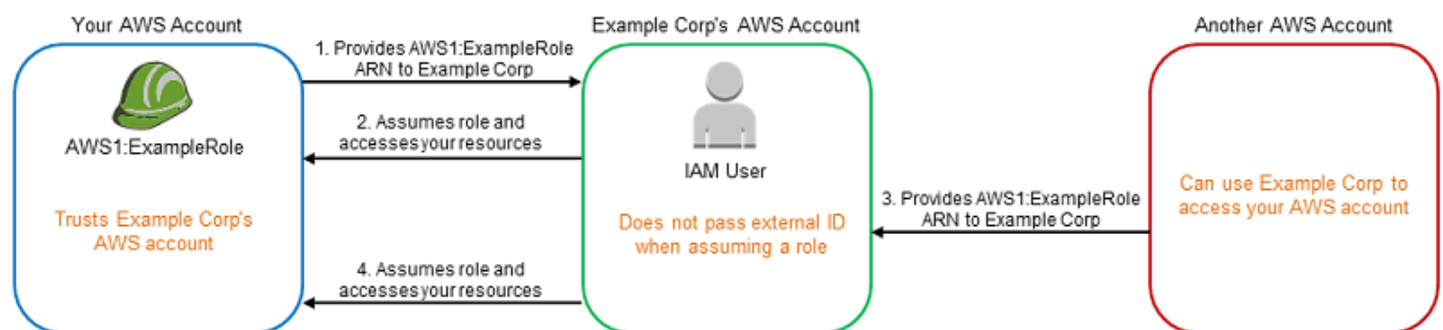 Your AWS Account
Example Corp's AWS Account
Another AWS Account
1. Provides AWS1:ExampleRole
ARN to Example Corp
AWS1:ExampleRole
2. Assumes role and
accesses your resources
IAM User
Trusts Example Corp's
AWS account
Does not pass external ID
when assuming a role
3. Provides AWS1:ExampleRole
ARN to Example Corp
Can use Example Corp to
access your AWS account
4. Assumes role and
accesses your resources